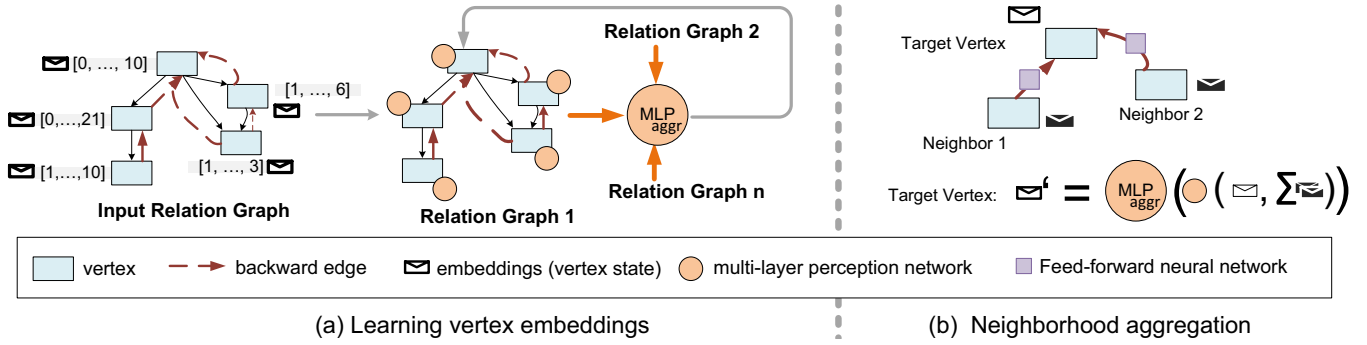 [0, …, 10]
[1, …, 6]
[0,…,21]
[1,…,10]
[1, …, 3]
Input Relation Graph
Relation Graph 1
Relation Graph 2
MLP
aggr
Relation Graph n
Target Vertex
Neighbor 1
Neighbor 2
Target Vertex: ‘ = MLP aggr ( ( , Σ ))
vertex
backward edge
embeddings (vertex state)
multi-layer perception network
Feed-forward neural network
(a) Learning vertex embeddings
(b) Neighborhood aggregation